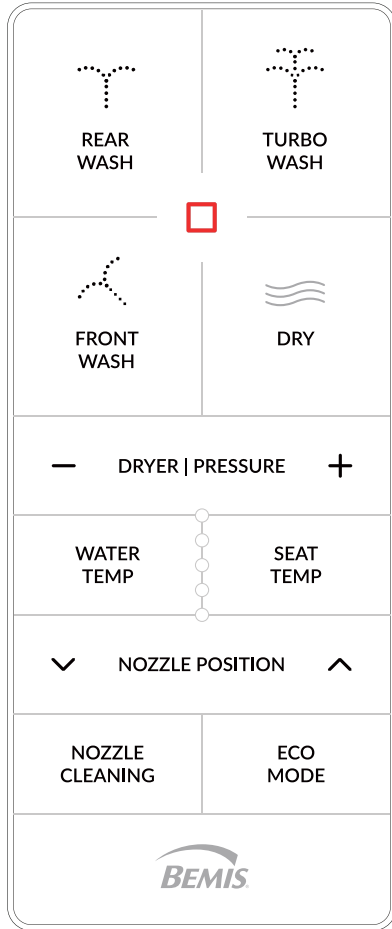 REAR
WASH
TURBO
WASH
FRONT
WASH
DRY
DRYER | PRESSURE
WATER
TEMP
SEAT
TEMP
NOZZLE POSITION
NOZZLE
CLEANING
ECO
MODE
BEMIS